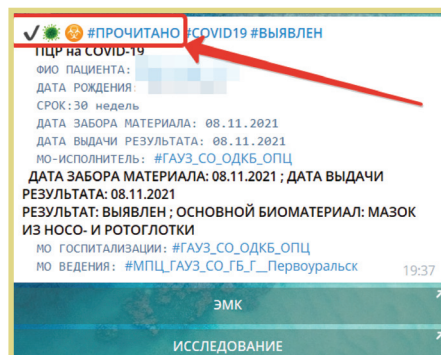 #ПРОЧИТАНО #COVID19 #ВЫЯВЛЕН
ПЦР на COVID-19
ФИО ПАЦИЕНТА:
ДАТА РОЖДЕНИЯ:
СРОК:30 недель
ДАТА ЗАБОРА МАТЕРИАЛА: 08.11.2021
ДАТА ВЫДАЧИ РЕЗУЛЬТАТА: 08.11.2021
МО-ИСПОЛНИТЕЛЬ: #ГАУЗ_СО_ОДКБ_ОПЦ
ДАТА ЗАБОРА МАТЕРИАЛА: 08.11.2021 ; ДАТА ВЫДАЧИ
РЕЗУЛЬТАТА: 08.11.2021
РЕЗУЛЬТАТ: ВЫЯВЛЕН ; ОСНОВНОЙ БИОМАТЕРИАЛ: МАЗОК
ИЗ НОСО- И РОТОГЛОТКИ
МО ГОСПИТАЛИЗАЦИИ: #ГАУЗ_СО_ОДКБ_ОПЦ
МО ВЕДЕНИЯ: #МПЦ_ГАУЗ_СО_ГБ_Г__Первоуральск
19:37
ЭМК
ИССЛЕДОВАНИЕ